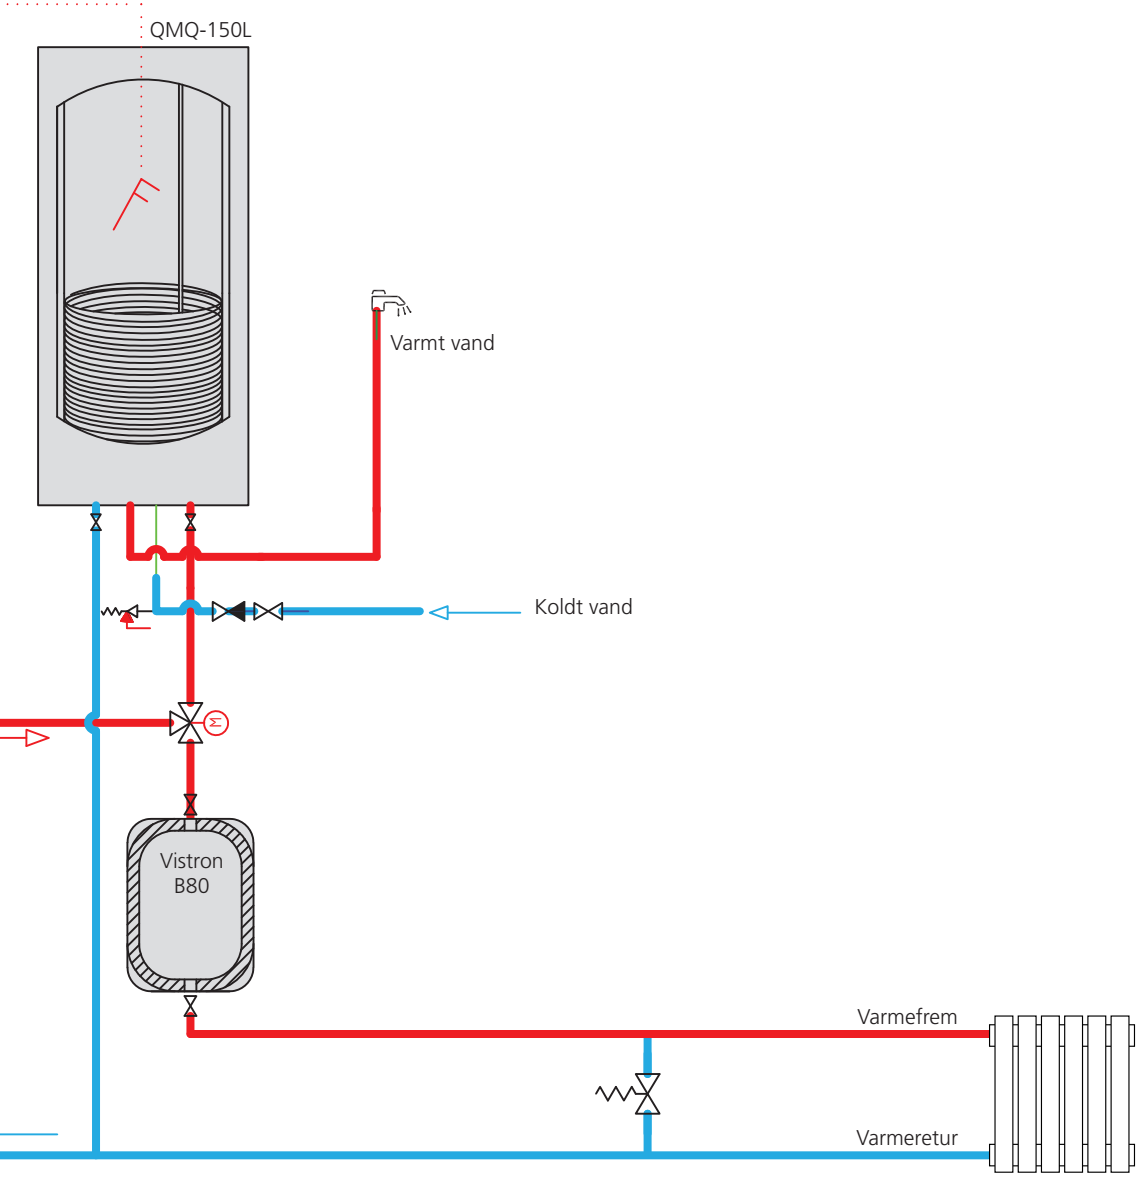 QMQ-150L
Varmt vand
Koldt vand
M
Vistron
B80
Varmefrem
Varmeretur